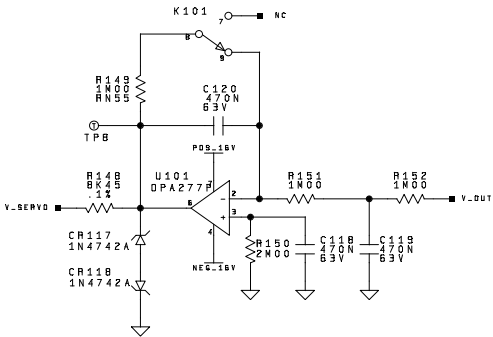 K101
7
NC
8
9
R149
1M00
RN55
C120
470N
63V
T
TP8
POS_16V
R148
8K45
.1%
U101
OPA277P
7
R151
1M00
R152
1M00
V_SERVO
6
2
-
V_OUT
3
+
4
CR117
1N4742A
R150
2M00
C118
470N
63V
C119
470N
63V
NEG_16V
CR118
1N4742A